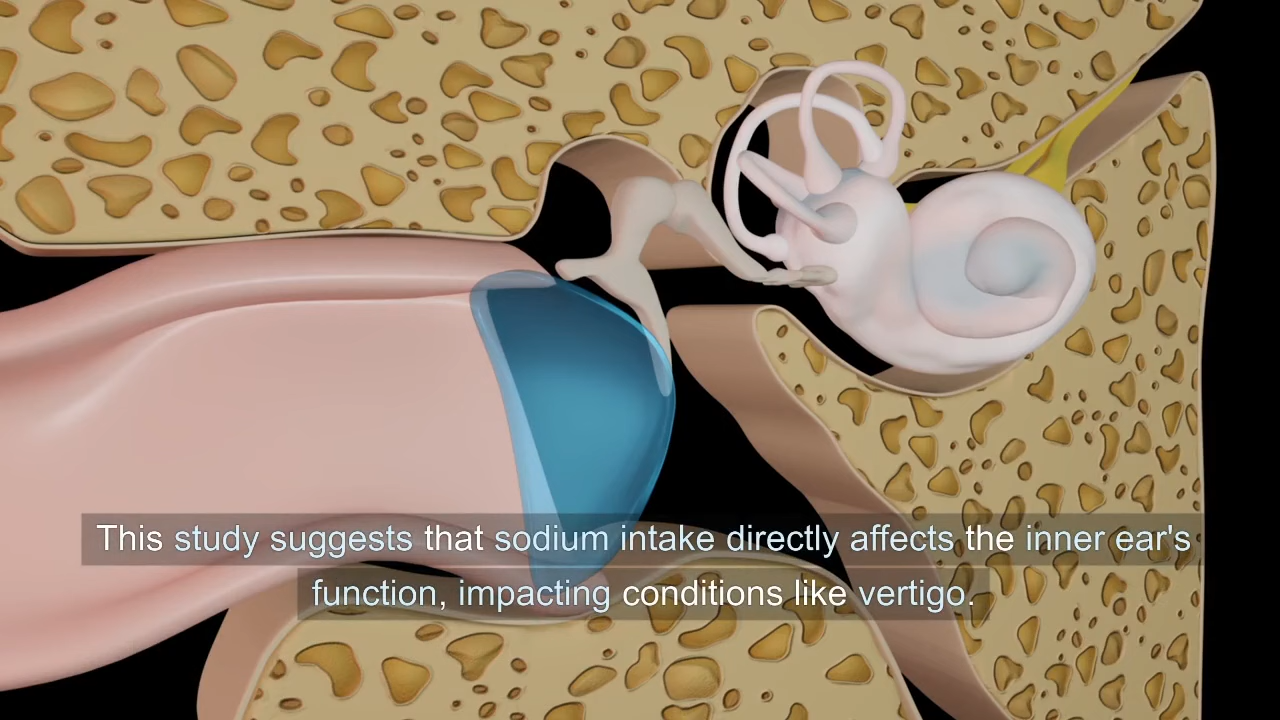 This study suggests that sodium intake directly affects the inner ear's
function, impacting conditions like vertigo.